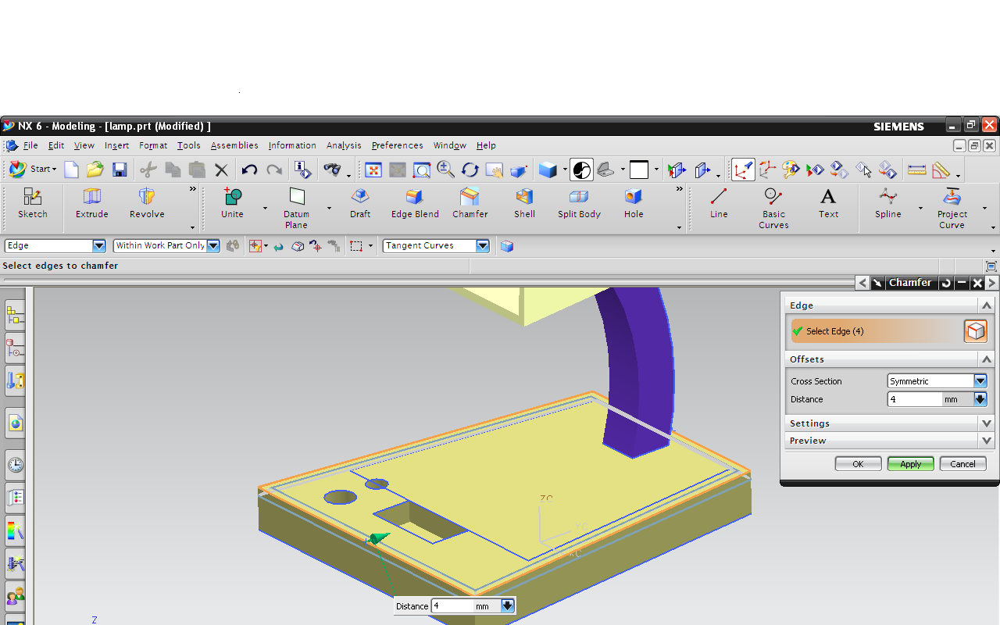 NX 6 - Modeling - [lamp.prt (Modified) ]
SIEMENS
File Edit View Insert Format Tools Assemblies Information Analysis Preferences Window Help
Start
Sketch Extrude Revolve Unite Datum Plane Draft Edge Blend Chamfer Shell Split Body Hole Line Basic Curves Text Spline Project Curve
Edge Within Work Part Only Tangent Curves
Select edges to chamfer
Chamfer
Edge
Select Edge (4)
Offsets
Cross Section Symmetric
Distance 4 mm
Settings
Preview
OK Apply Cancel
ZC
Distance 4 mm
Z